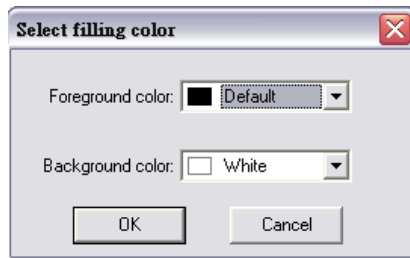 Select filling color
Foreground color: Default
Background color: White
OK Cancel